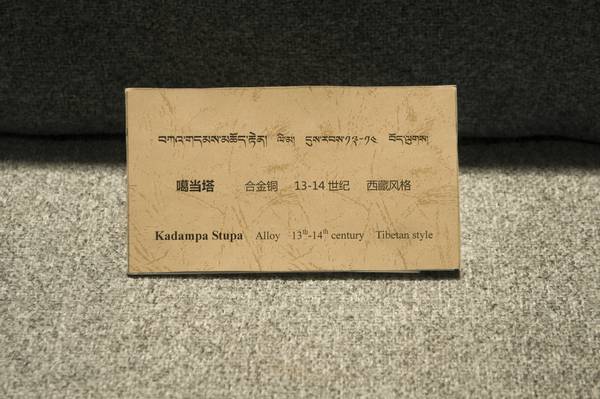 བཀའ་གདམས་མཆོད་རྟེན། ལི་མ། དུས་རབས་༡༣-༡༤ བོད་ལུགས།
噶当塔 合金铜 13-14 世纪 西藏风格
Kadampa Stupa Alloy 13th-14th century Tibetan style